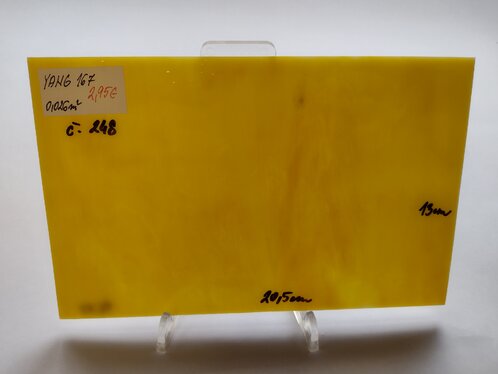 YANG 167
2,95€
0,026m²
č. 248
13cm
20,5cm